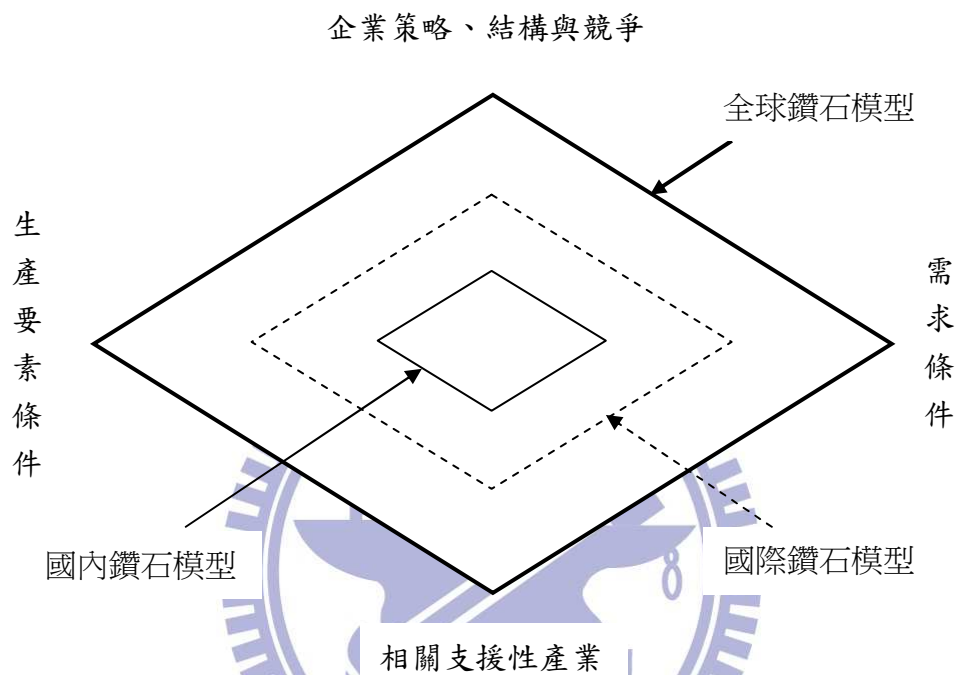 企業策略、結構與競爭
全球鑽石模型
生產要素條件
需求條件
國內鑽石模型
國際鑽石模型
相關支援性產業